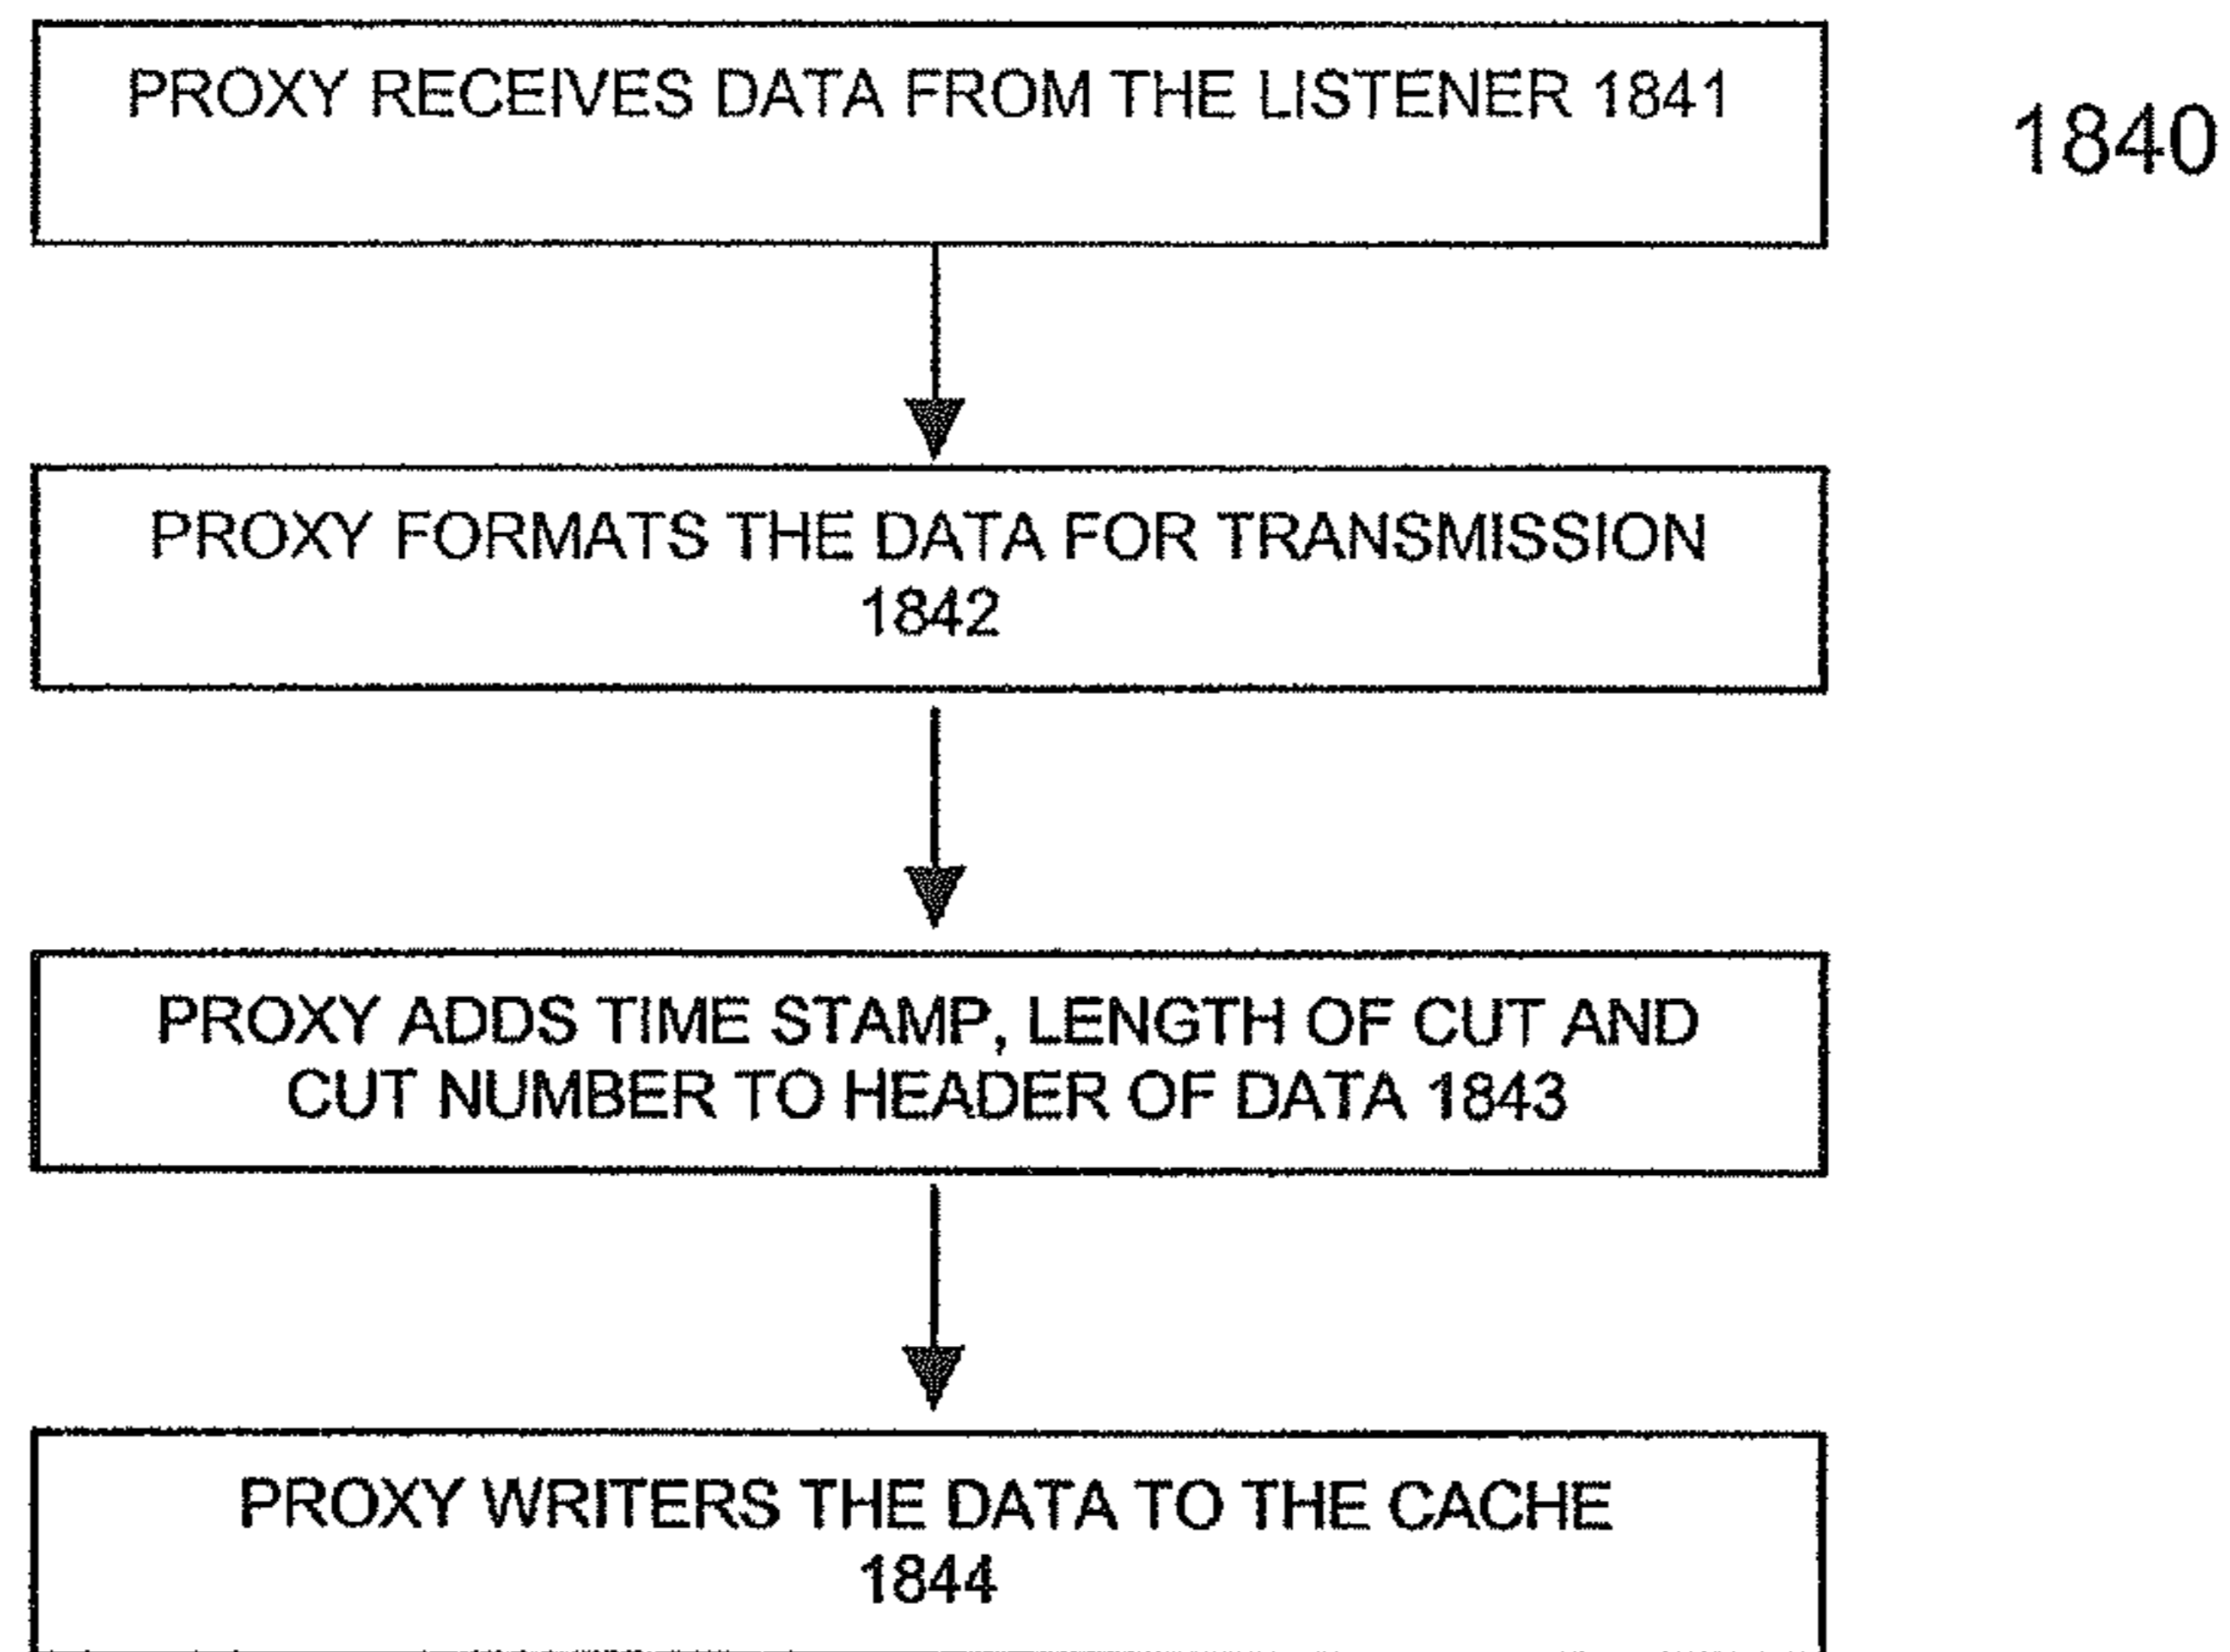 PROXY RECEIVES DATA FROM THE LISTENER 1841
1840
PROXY FORMATS THE DATA FOR TRANSMISSION
1842
PROXY ADDS TIME STAMP, LENGTH OF CUT AND
CUT NUMBER TO HEADER OF DATA 1843
PROXY WRITERS THE DATA TO THE CACHE
1844